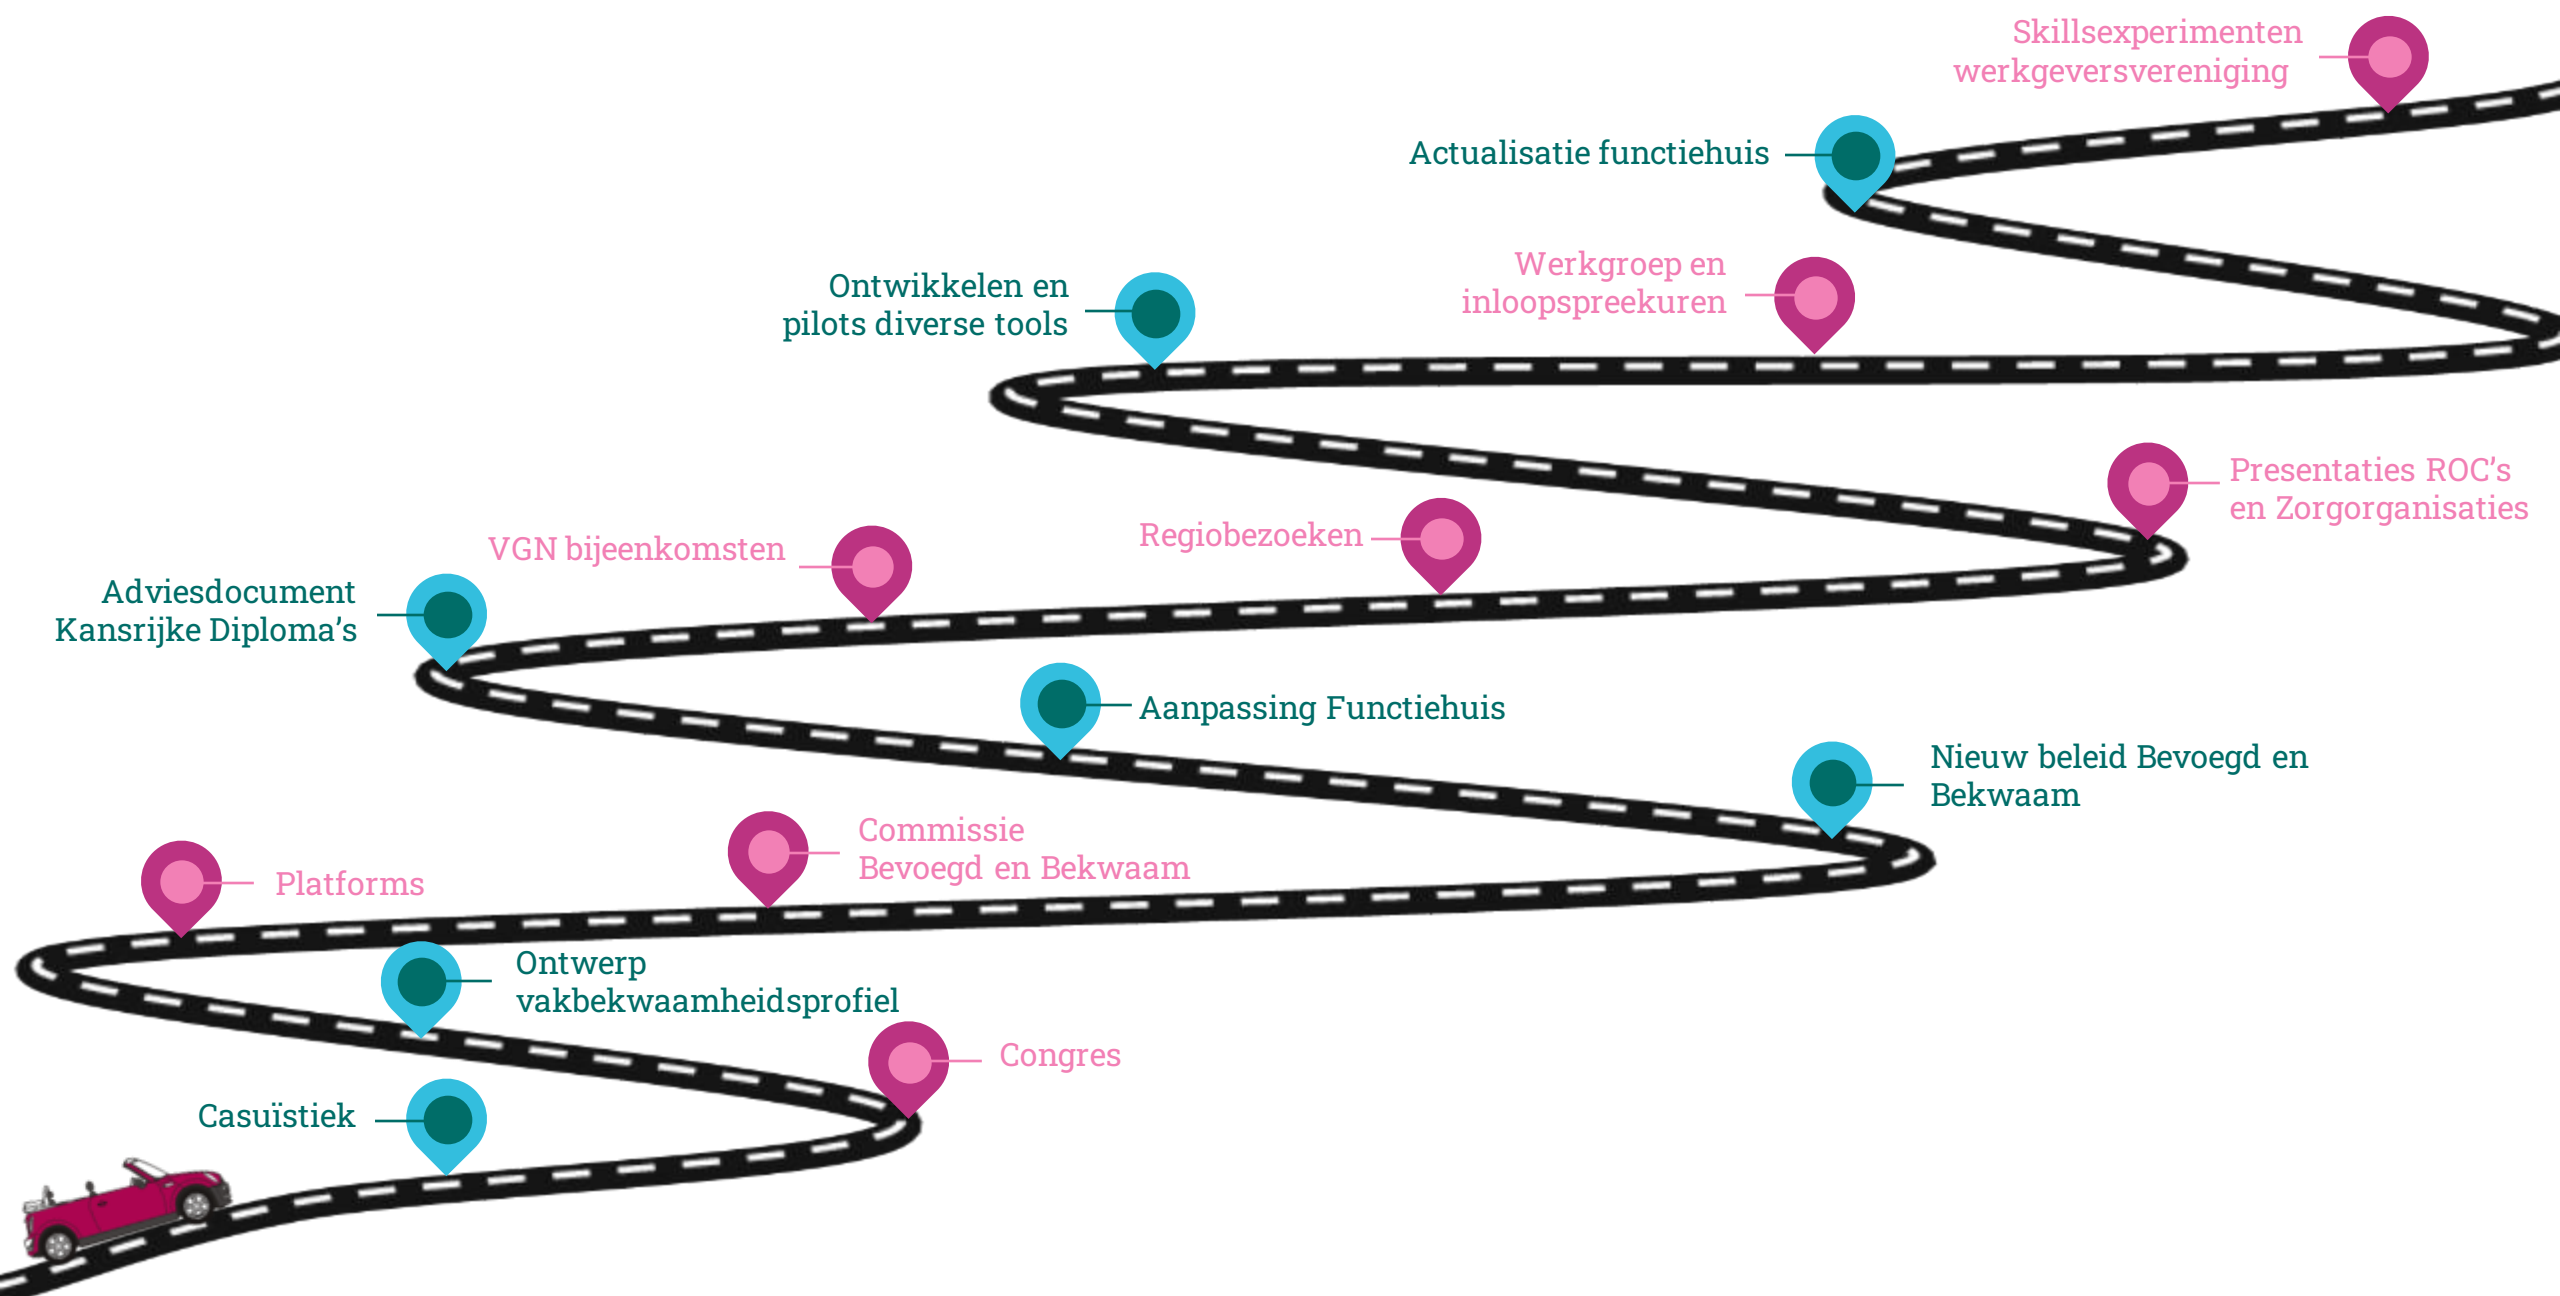 Skillsexperimenten
werkgeversvereniging
Actualisatie functiehuis
Werkgroep en
inloopspreekuren
Ontwikkelen en
pilots diverse tools
Presentaties ROC’s
en Zorgorganisaties
Regiobezoeken
VGN bijeenkomsten
Adviesdocument
Kansrijke Diploma’s
Aanpassing Functiehuis
Nieuw beleid Bevoegd en
Bekwaam
Commissie
Bevoegd en Bekwaam
Platforms
Ontwerp
vakbekwaamheidsprofiel
Congres
Casuïstiek